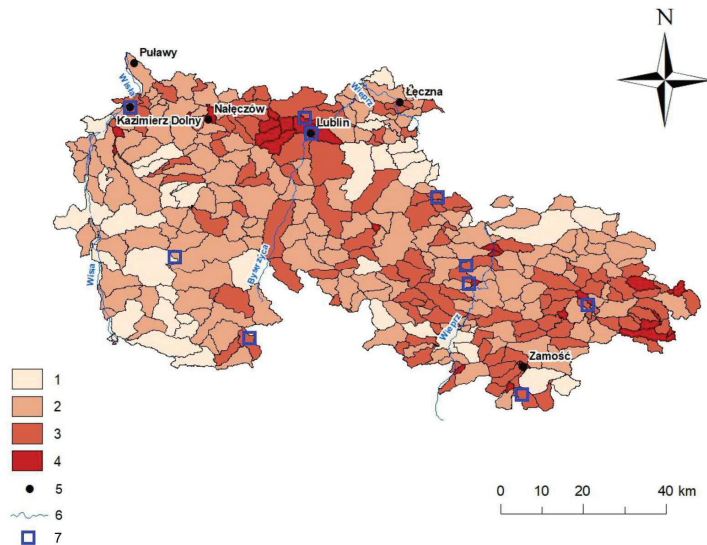 N
Puławy
Wisła
Kazimierz Dolny
Nałęczów
Lublin
Wieprz
Łęczna
Wisła
Bystrzyca
Wieprz
Zamość
1
2
3
4
5
6
7
0 10 20 40 km